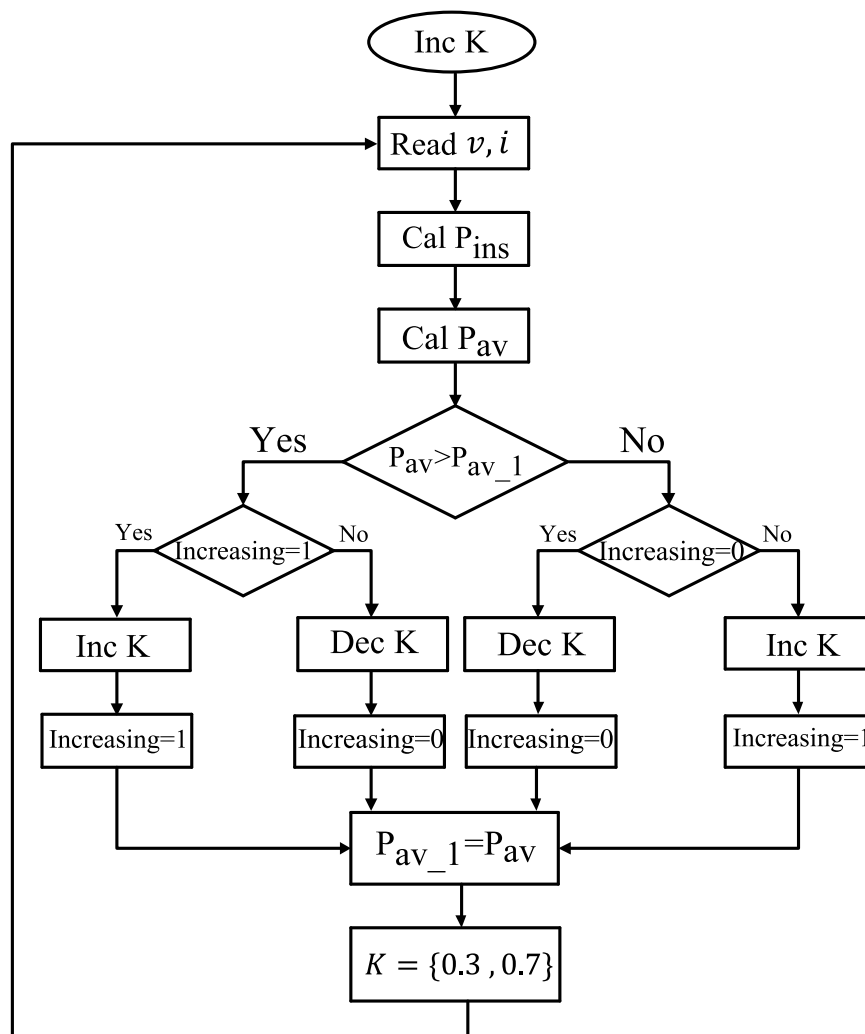 Inc K
Read v, i
Cal P_ins
Cal P_av
Yes
No
P_av>P_av_1
Yes
Increasing=1
No
Yes
Increasing=0
No
Inc K
Dec K
Dec K
Inc K
Increasing=1
Increasing=0
Increasing=0
Increasing=1
P_av_1=P_av
K = {0.3 , 0.7}